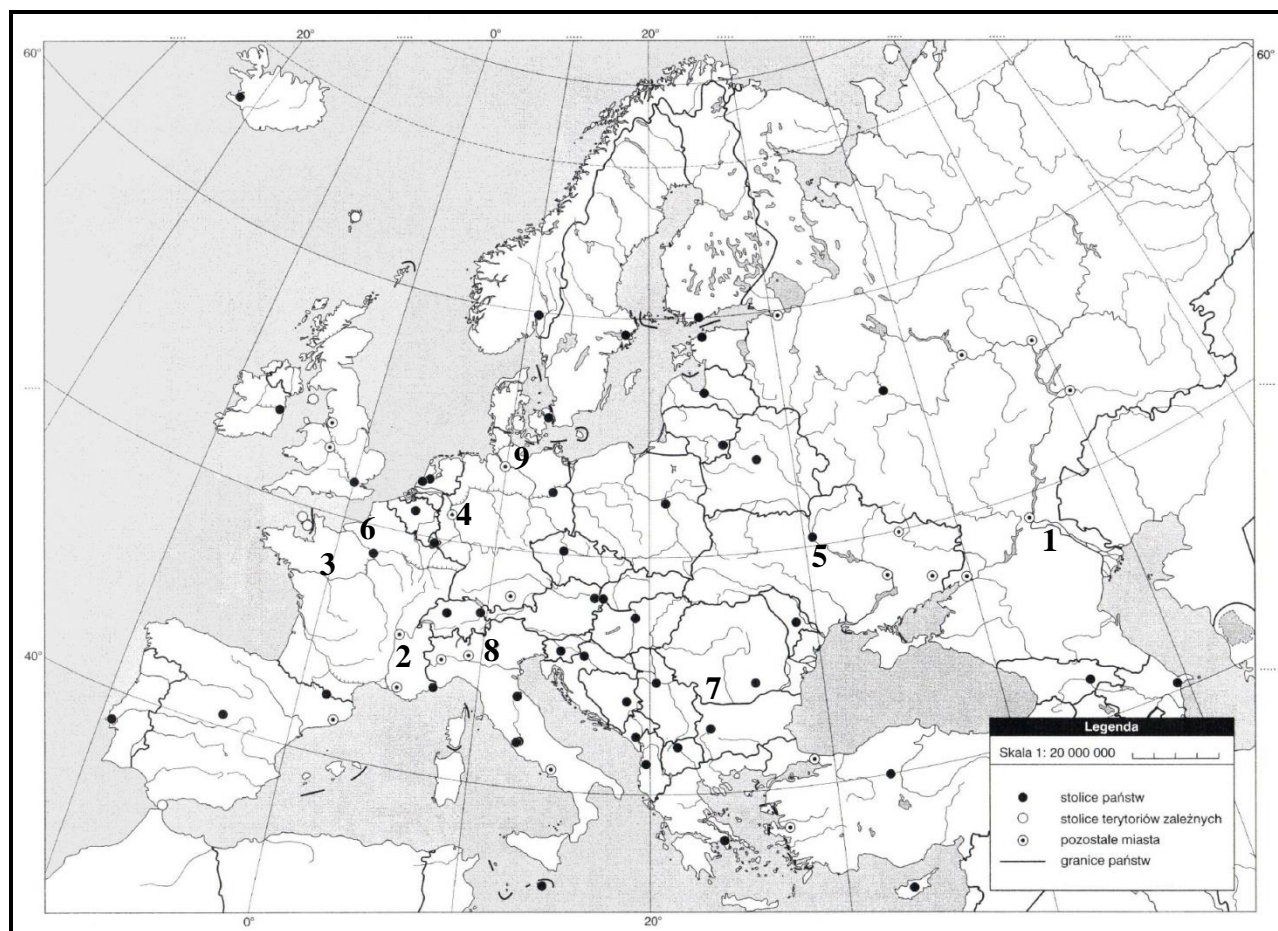 20° 0° 20°
60° 60°
9
4
6
5
1
3
2
8
40°
7
Legenda
Skala 1: 20 000 000
stolice państw
stolice terytoriów zależnych
pozostałe miasta
granice państw
0° 20°